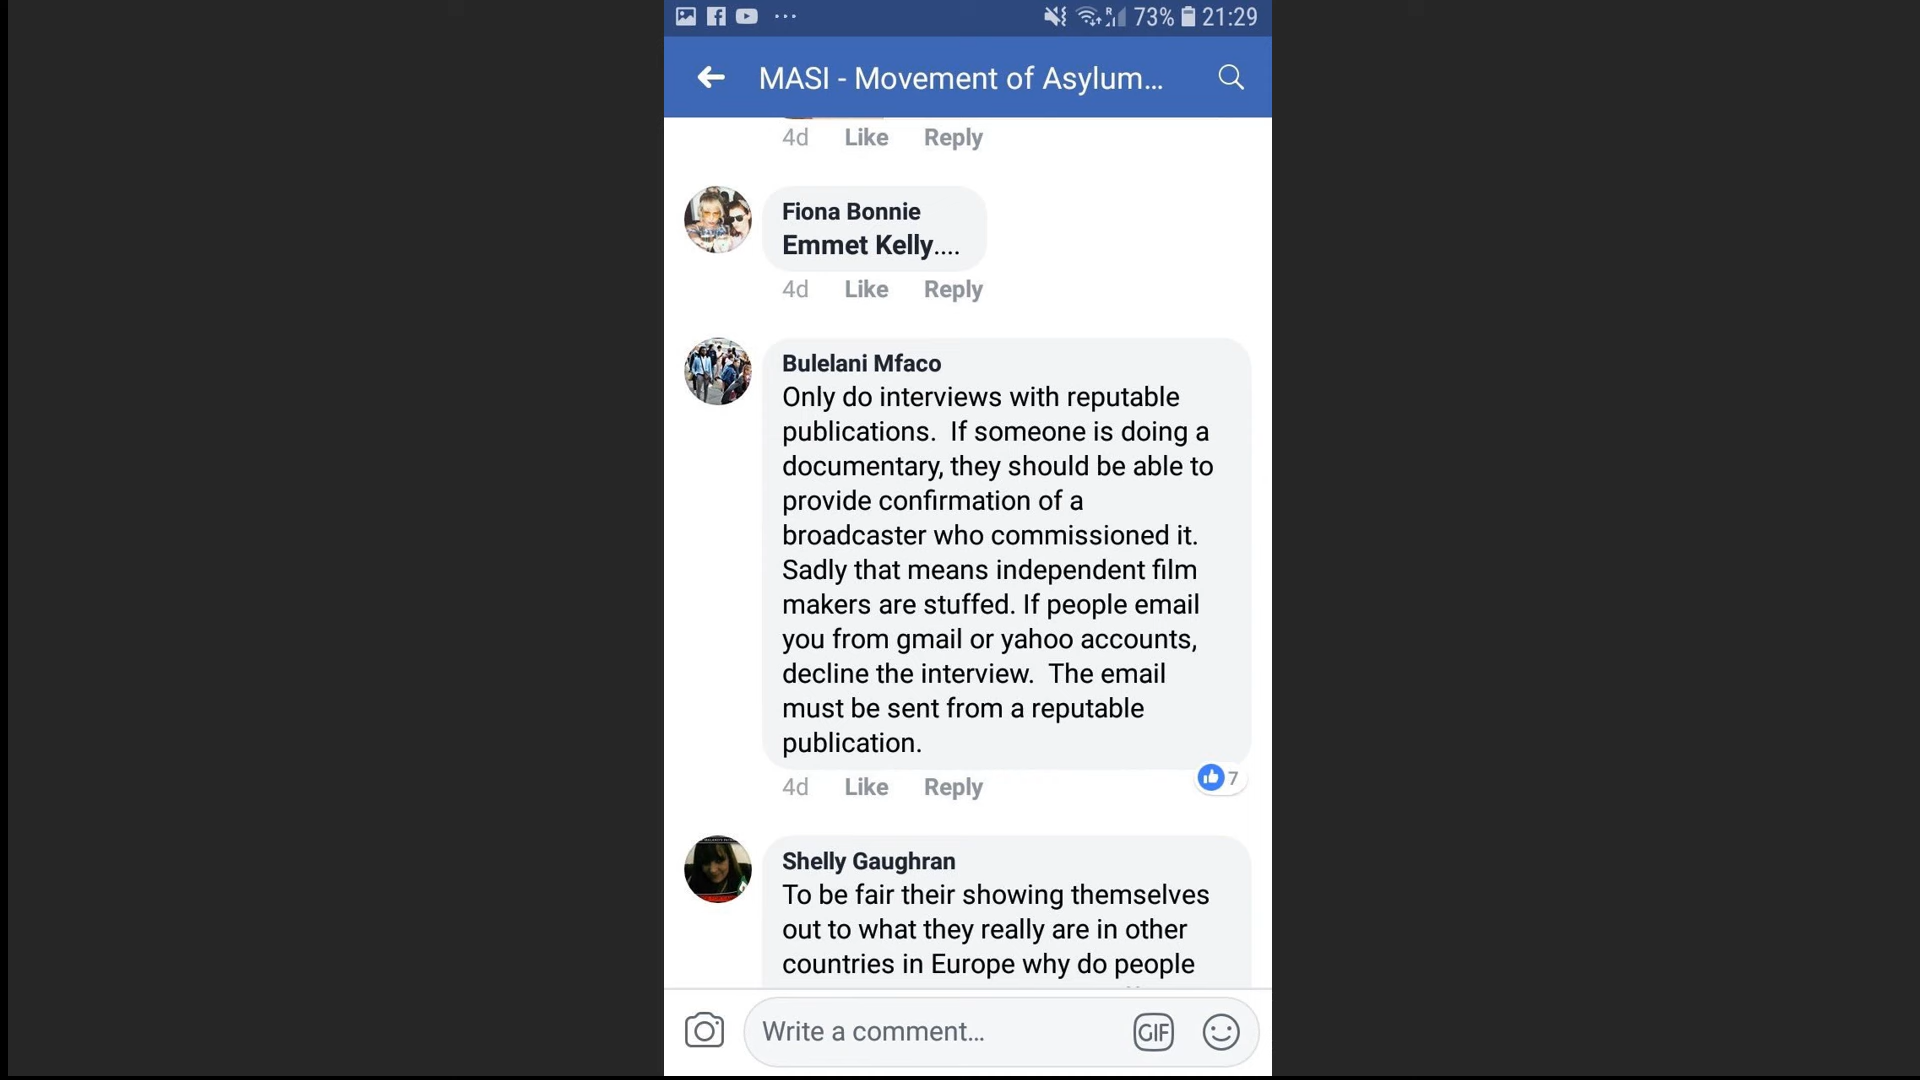 73% 21:29
MASI - Movement of Asylum...
4d Like Reply
Fiona Bonnie
Emmet Kelly....
4d Like Reply
Bulelani Mfaco
Only do interviews with reputable
publications.  If someone is doing a
documentary, they should be able to
provide confirmation of a
broadcaster who commissioned it.
Sadly that means independent film
makers are stuffed. If people email
you from gmail or yahoo accounts,
decline the interview.  The email
must be sent from a reputable
publication.
4d Like Reply 7
Shelly Gaughran
To be fair their showing themselves
out to what they really are in other
countries in Europe why do people
Write a comment...
GIF